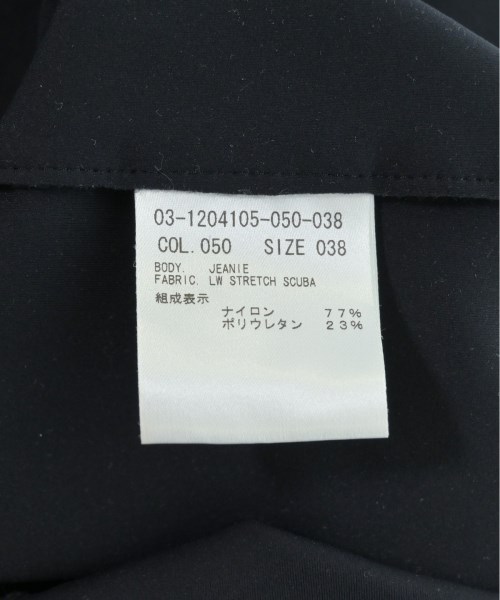 03-1204105-050-038
COL.050 SIZE 038
BODY. JEANIE
FABRIC. LW STRETCH SCUBA
組成表示
ナイロン 77%
ポリウレタン 23%